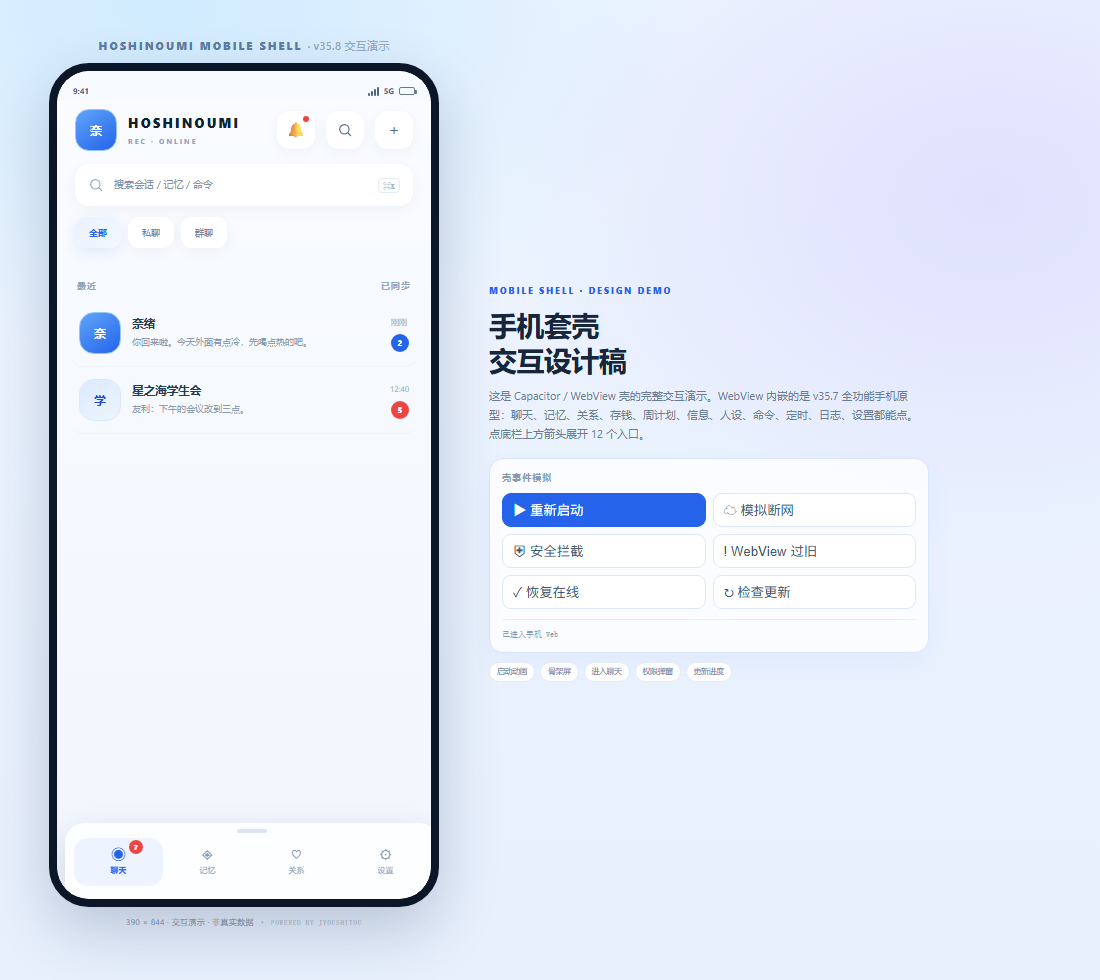 HOSHINOUMI MOBILE SHELL · v35.8 交互演示
9:41
5G
奈
HOSHINOUMI
REC · ONLINE
+
搜索会话 / 记忆 / 命令
全部
私聊
群聊
最近
已同步
奈
奈绪
刚刚
你回来啦。今天外面有点冷，先喝点热的吧。
2
学
星之海学生会
12:40
友利：下午的会议改到三点。
5
7
聊天
记忆
关系
设置
390 × 844 · 交互演示 · 非真实数据 · POWERED BY JYOUSHITOU
MOBILE SHELL · DESIGN DEMO
手机套壳
交互设计稿
这是 Capacitor / WebView 壳的完整交互演示。WebView 内嵌的是 v35.7 全功能手机原
型：聊天、记忆、关系、存钱、周计划、信息、人设、命令、定时、日志、设置都能点。
点底栏上方箭头展开 12 个入口。
壳事件模拟
▶ 重新启动
模拟断网
安全拦截
! WebView 过旧
✓ 恢复在线
↻ 检查更新
已进入手机 Web
启动动画
骨架屏
进入聊天
权限弹窗
更新进度